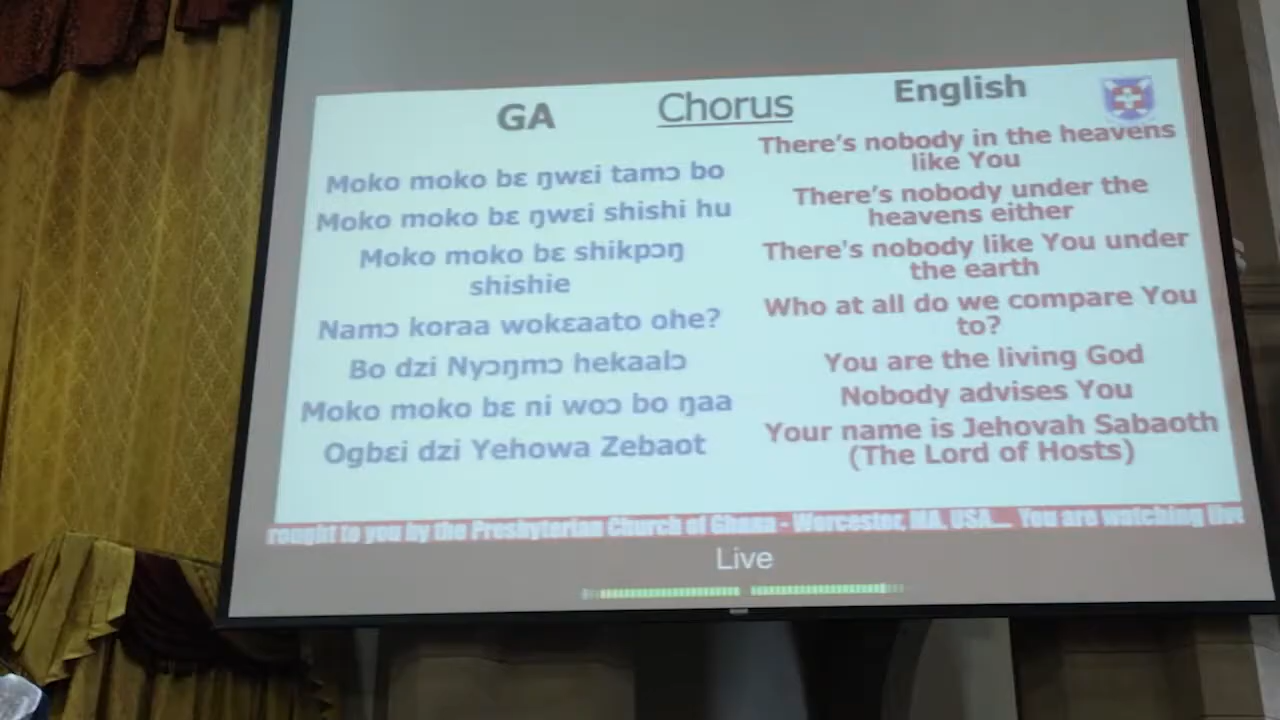 GA
Chorus
English
Moko moko bɛ ŋwɛi tamɔ bo
Moko moko bɛ ŋwɛi shishi hu
Moko moko bɛ shikpɔŋ
shishie
Namɔ koraa wokɛaato ohe?
Bo dzi Nyɔŋmɔ hekaalɔ
Moko moko bɛ ni woɔ bo ŋaa
Ogbɛi dzi Yehowa Zebaot
There's nobody in the heavens
like You
There's nobody under the
heavens either
There's nobody like You under
the earth
Who at all do we compare You
to?
You are the living God
Nobody advises You
Your name is Jehovah Sabaoth
(The Lord of Hosts)
rought to you by the Presbyterian Church of Ghana - Worcester, MA, USA... You are watching live
Live